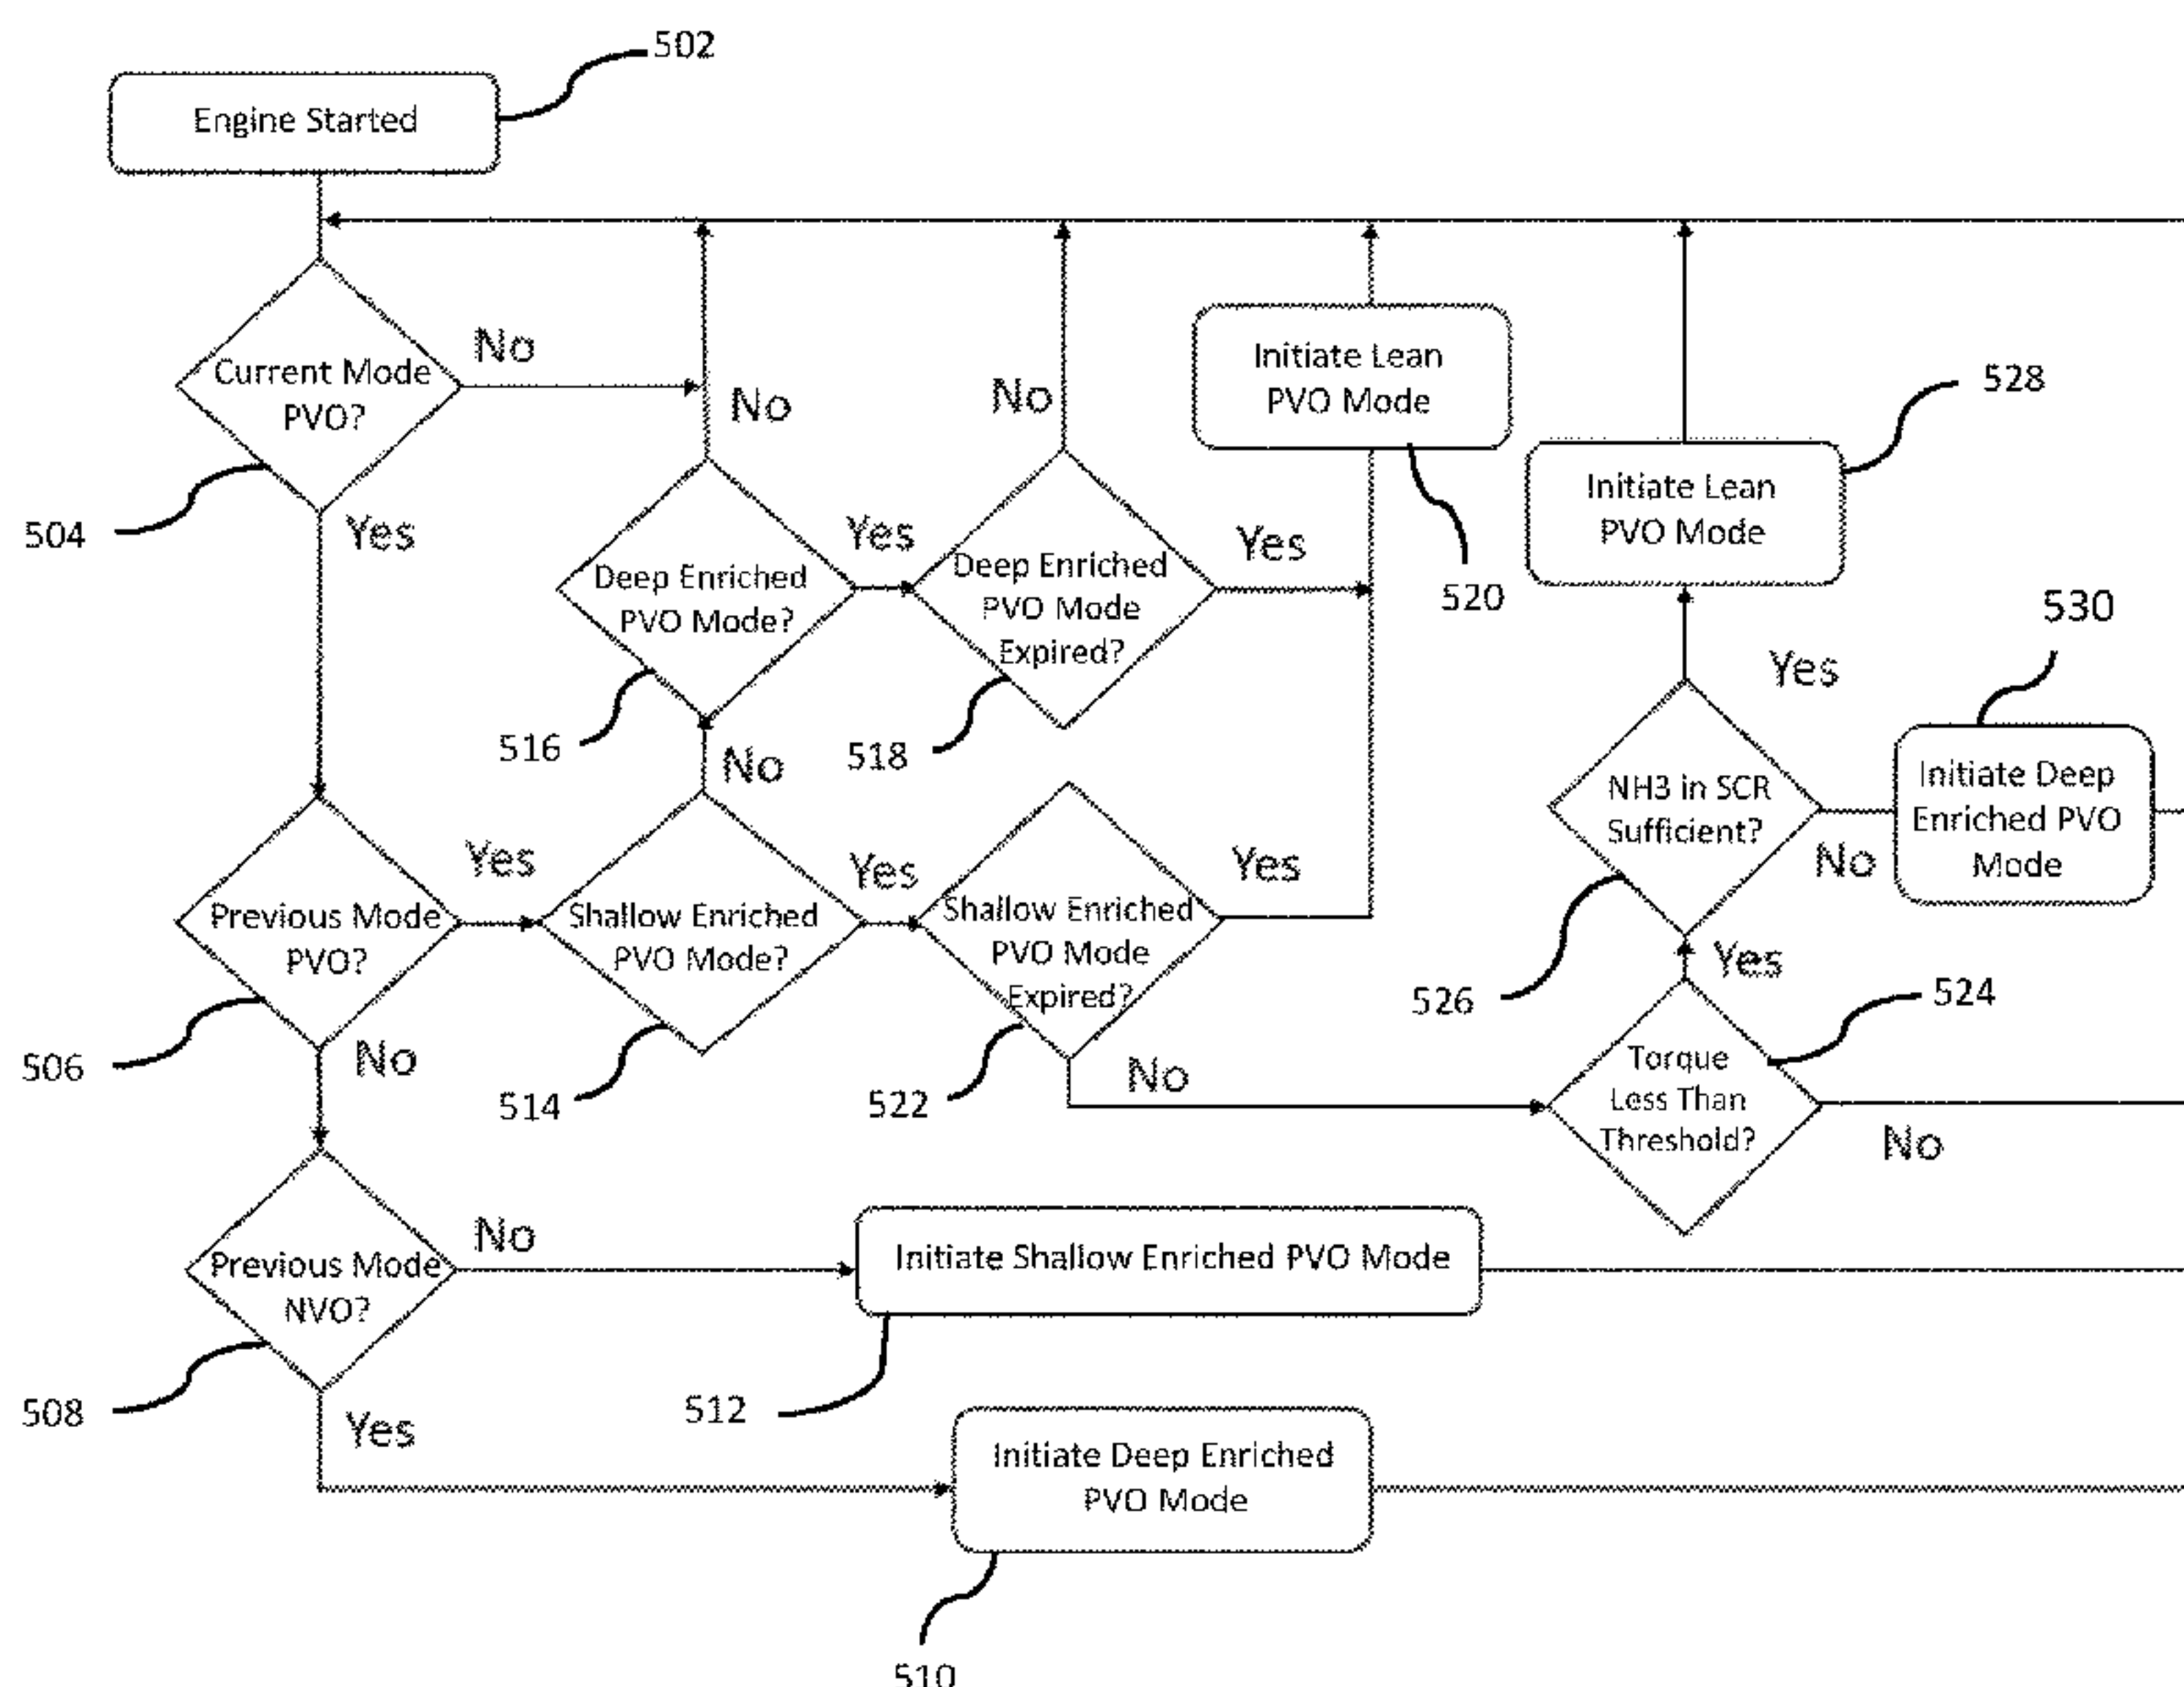 502
Engine Started
Current Mode
PVO?
No
504
Yes
No
Deep Enriched
PVO Mode?
516
Yes
No
Deep Enriched
PVO Mode
Expired?
518
Yes
Initiate Lean
PVO Mode
520
Initiate Lean
PVO Mode
528
530
Yes
NH3 in SCR
Sufficient?
No
Initiate Deep
Enriched PVO
Mode
526
Previous Mode
PVO?
Yes
506
No
No
Shallow Enriched
PVO Mode?
514
Yes
Shallow Enriched
PVO Mode
Expired?
Yes
522
No
Yes
524
Torque
Less Than
Threshold?
No
Previous Mode
NVO?
No
508
Yes
Initiate Shallow Enriched PVO Mode
512
Initiate Deep Enriched
PVO Mode
510